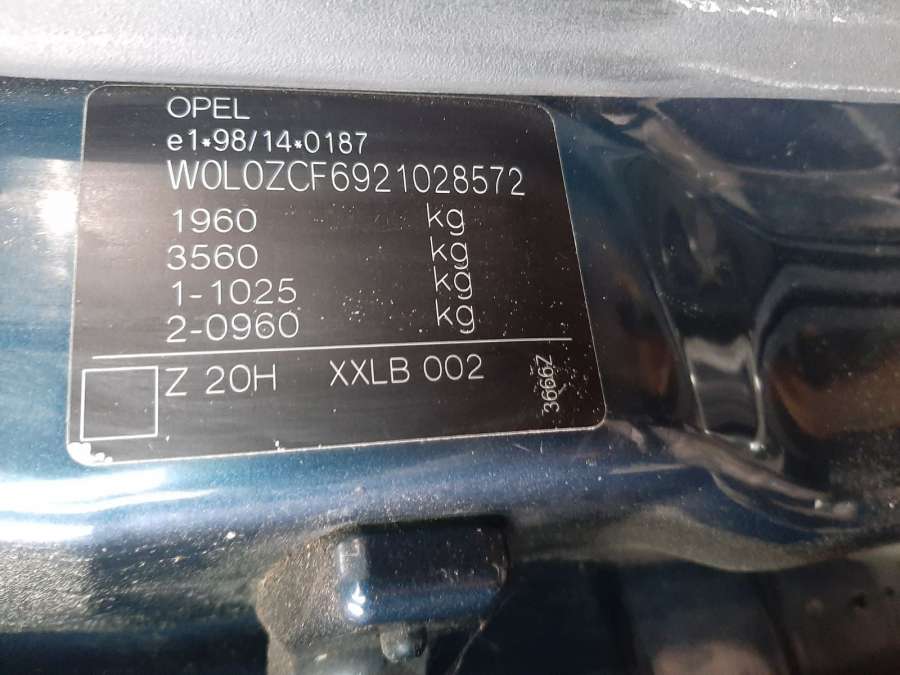 OPEL
e1*98/14*0187
W0L0ZCF6921028572
1960 kg
3560 kg
1-1025 kg
2-0960 kg
Z 20H XXLB 002
3666Z